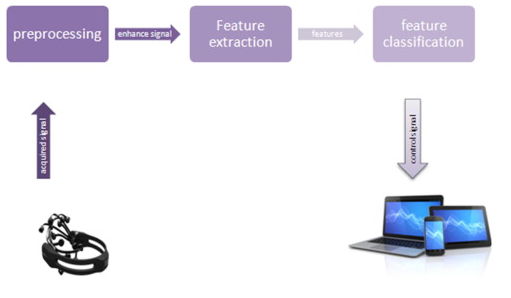 preprocessing
enhance signal
Feature
extraction
features
feature
classification
acquired signal
control signal